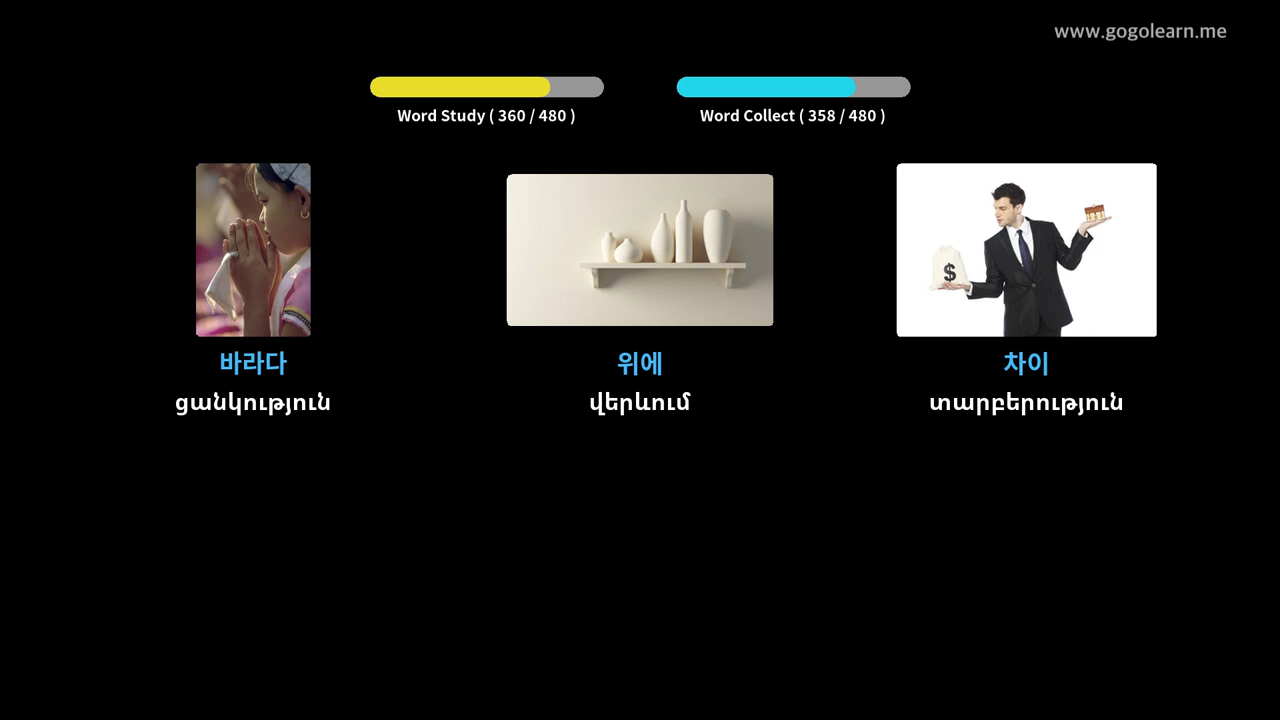 www.gogolearn.me
Word Study ( 360 / 480 )
Word Collect ( 358 / 480 )
$
바라다
위에
차이
ցանկություն
վերևում
տարբերություն